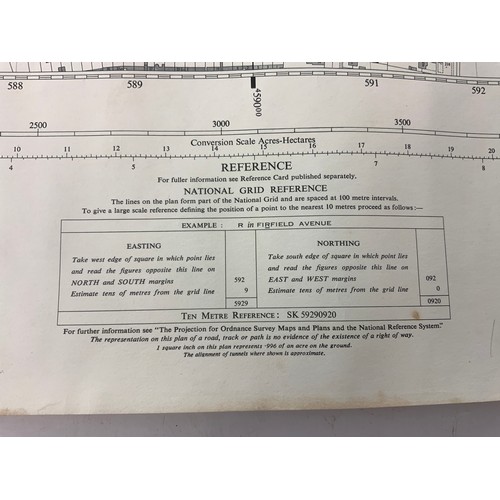 588 589 459000 591 592
2500 3000 3500
Conversion Scale Acres-Hectares
10 11 12 13 14 15 16 17 18 19 20
4 5 6 7 8
REFERENCE
For fuller information see Reference Card published separately.
NATIONAL GRID REFERENCE
The lines on the plan form part of the National Grid and are spaced at 100 metre intervals.
To give a large scale reference defining the position of a point to the nearest 10 metres proceed as follows:—
EXAMPLE: R in FIRFIELD AVENUE
EASTING
Take west edge of square in which point lies
and read the figures opposite this line on
NORTH and SOUTH margins 592
Estimate tens of metres from the grid line 9
5929
NORTHING
Take south edge of square in which point lies
and read the figures opposite this line on
EAST and WEST margins 092
Estimate tens of metres from the grid line 0
0920
TEN METRE REFERENCE: SK 59290920
For further information see "The Projection for Ordnance Survey Maps and Plans and the National Reference System."
The representation on this plan of a road, track or path is no evidence of the existence of a right of way.
1 square inch on this plan represents ·996 of an acre on the ground.
The alignment of tunnels where shown is approximate.